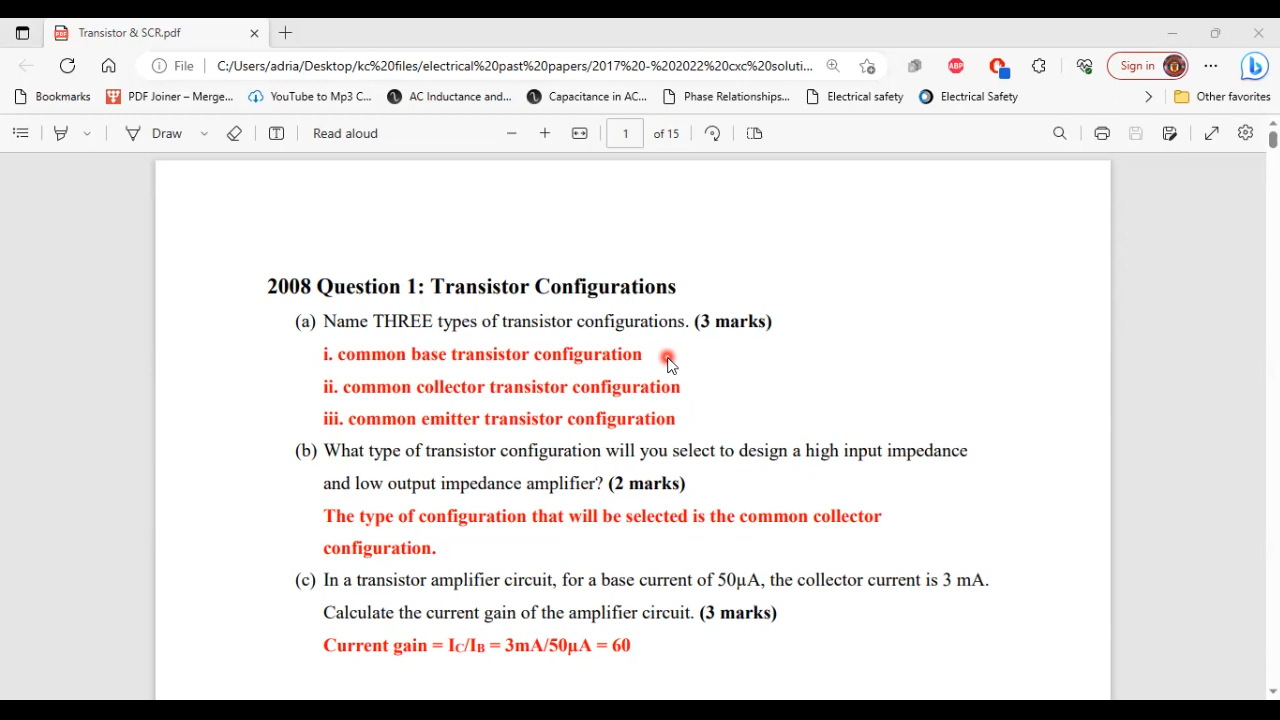 Transistor & SCR.pdf
File
C:/Users/adria/Desktop/kc%20files/electrical%20past%20papers/2017%20-%202022%20cxc%20soluti...
ABP
Sign in
Bookmarks
PDF Joiner – Merge...
YouTube to Mp3 C...
AC Inductance and...
Capacitance in AC...
Phase Relationships...
Electrical safety
Electrical Safety
Other favorites
Draw
Read aloud
1
of 15
2008 Question 1: Transistor Configurations
(a) Name THREE types of transistor configurations. (3 marks)
i. common base transistor configuration
ii. common collector transistor configuration
iii. common emitter transistor configuration
(b) What type of transistor configuration will you select to design a high input impedance
and low output impedance amplifier? (2 marks)
The type of configuration that will be selected is the common collector
configuration.
(c) In a transistor amplifier circuit, for a base current of 50µA, the collector current is 3 mA.
Calculate the current gain of the amplifier circuit. (3 marks)
Current gain = IC/IB = 3mA/50µA = 60